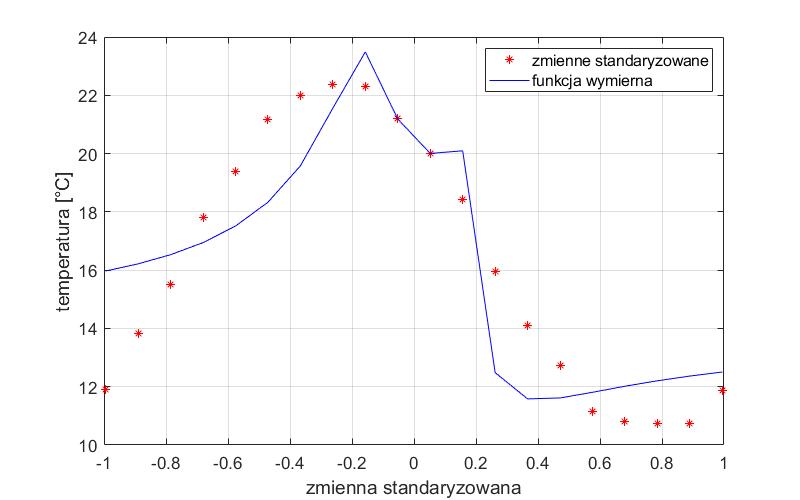 24
22
20
18
16
14
12
10
temperatura [°C]
zmienne standaryzowane
funkcja wymierna
-1 -0.8 -0.6 -0.4 -0.2 0 0.2 0.4 0.6 0.8 1
zmienna standaryzowana